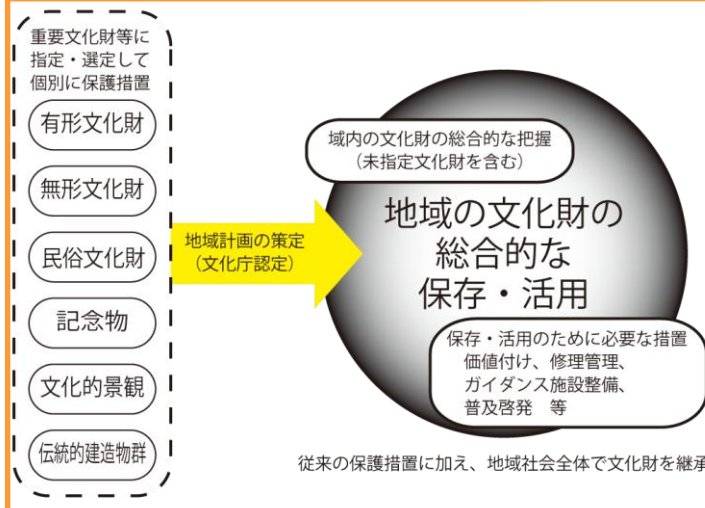 重要文化財等に
指定・選定して
個別に保護措置
有形文化財
無形文化財
民俗文化財
記念物
文化的景観
伝統的建造物群
地域計画の策定
（文化庁認定）
域内の文化財の総合的な把握
（未指定文化財を含む）
地域の文化財の
総合的な
保存・活用
保存・活用のために必要な措置
価値付け、修理管理、
ガイダンス施設整備、
普及啓発　等
従来の保護措置に加え、地域社会全体で文化財を継承